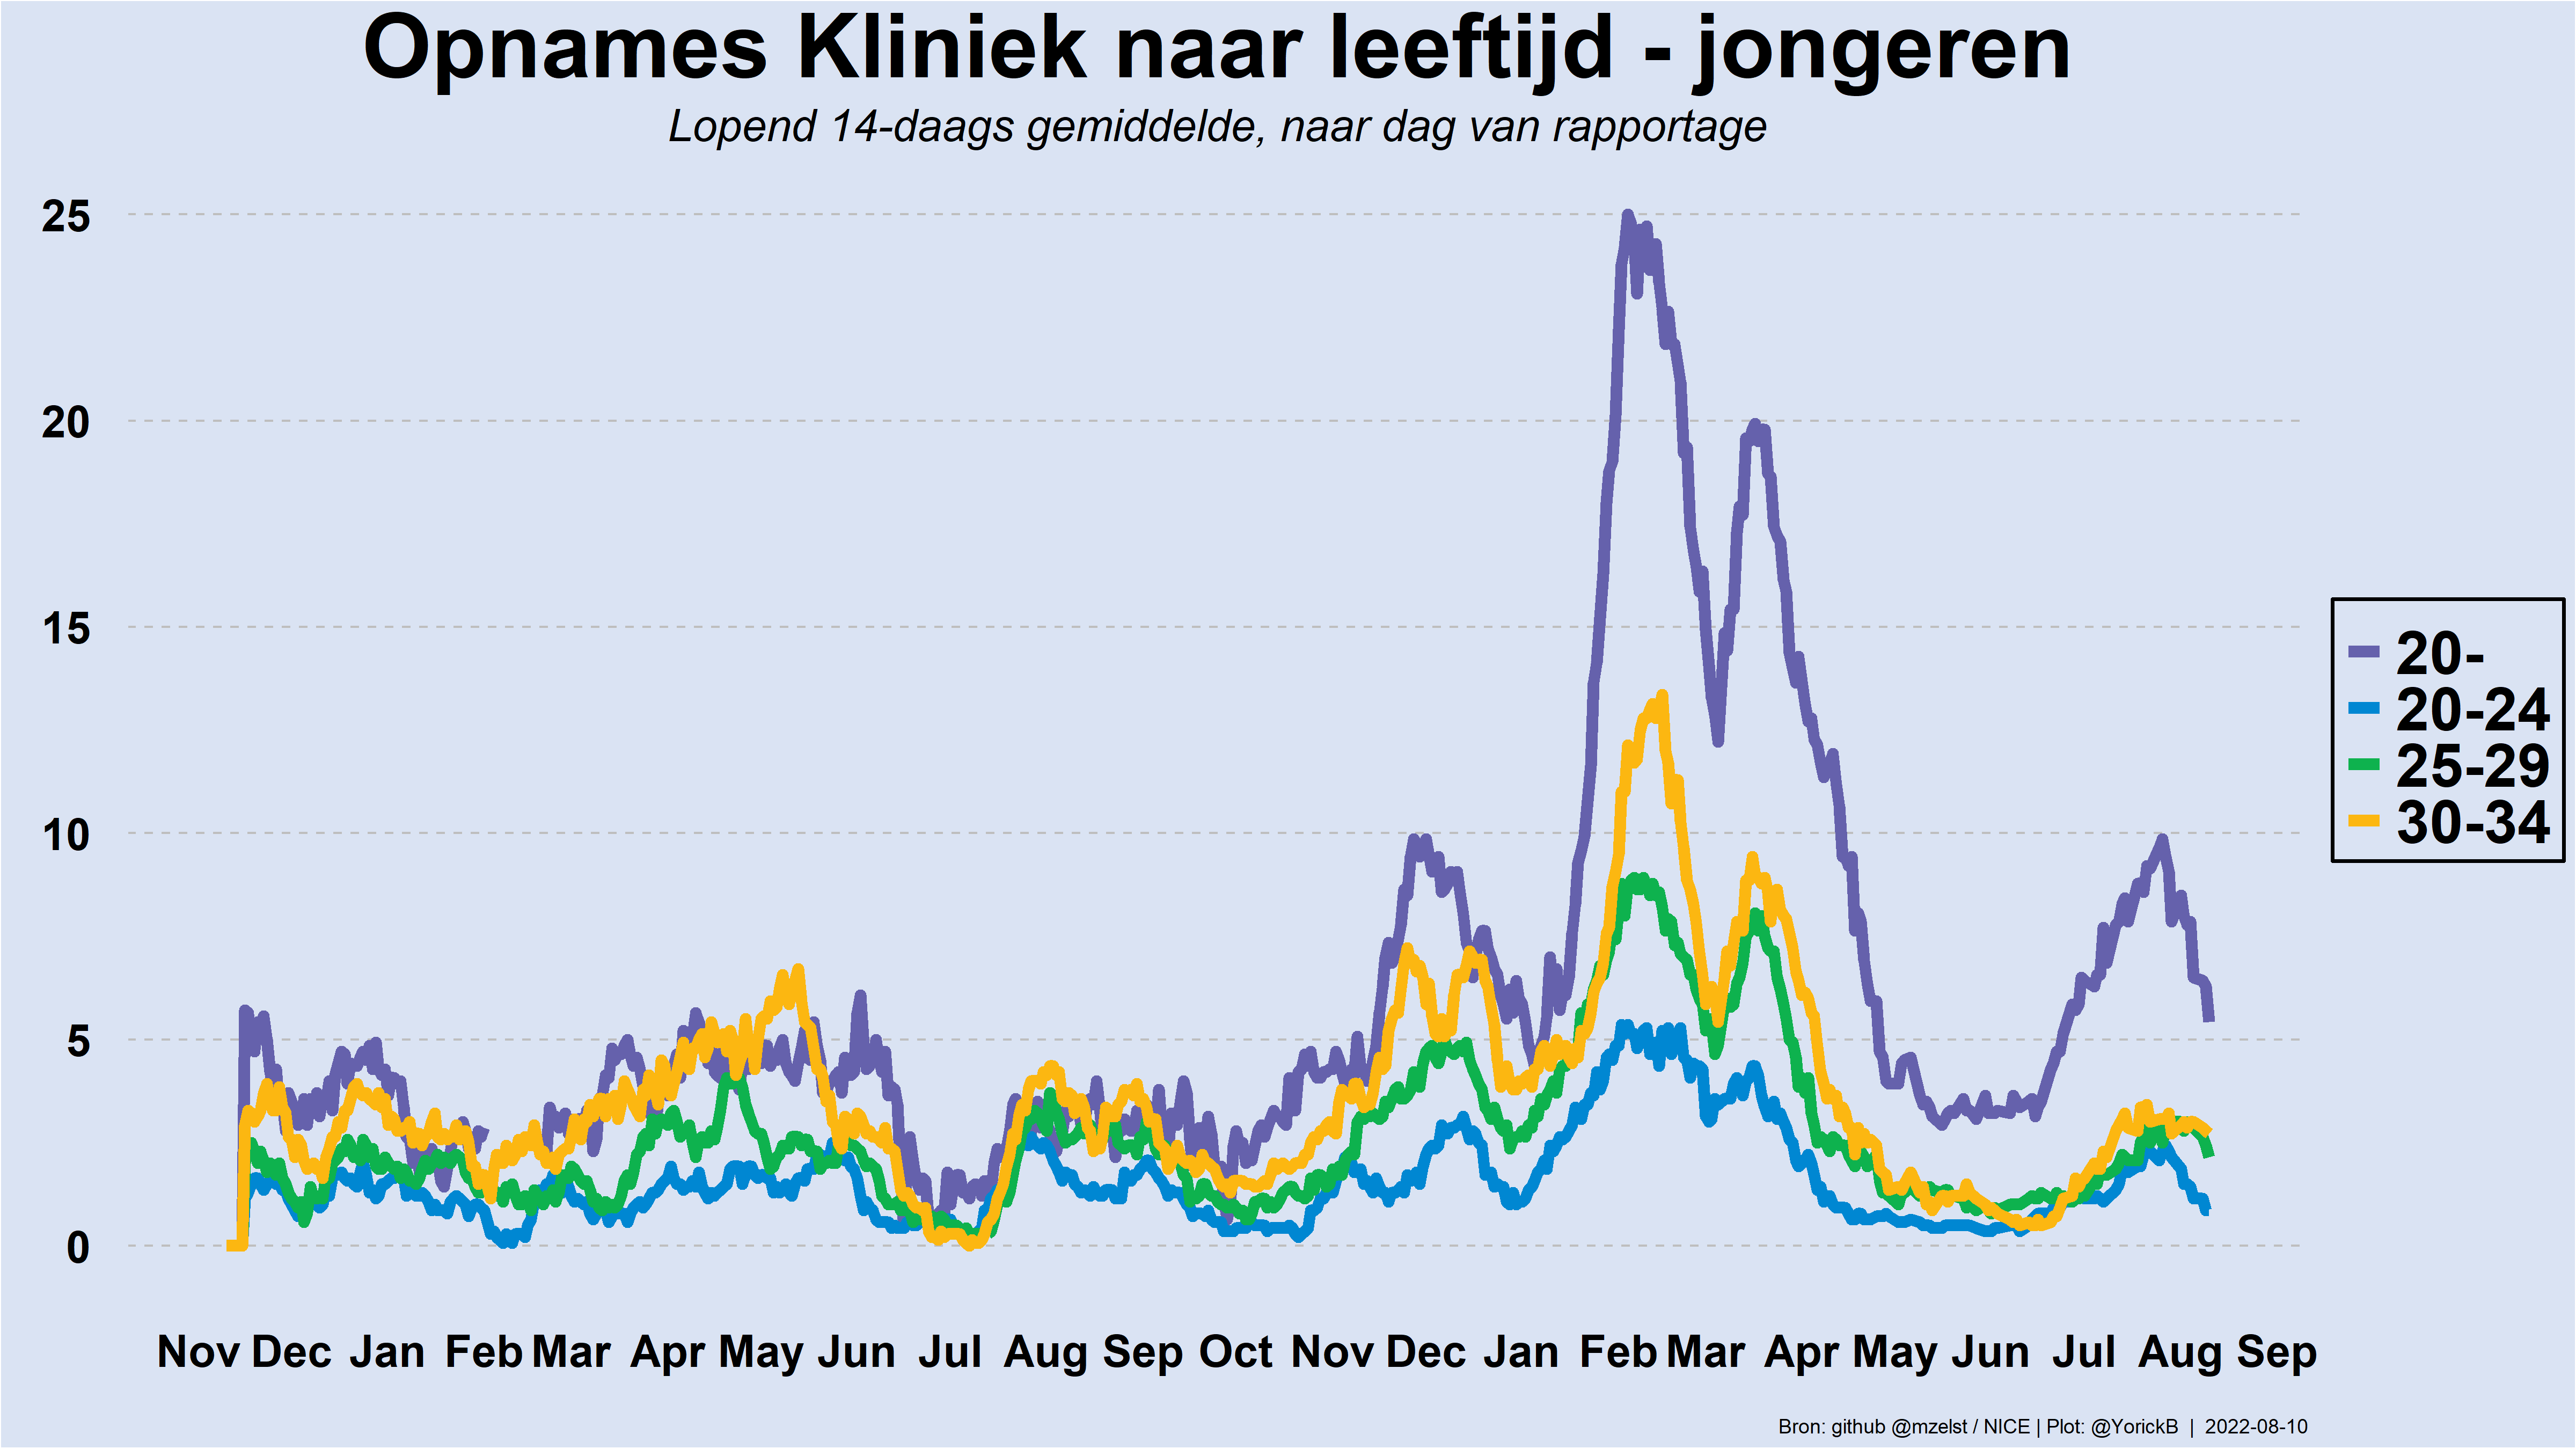 Opnames Kliniek naar leeftijd - jongeren
Lopend 14-daags gemiddelde, naar dag van rapportage
25
20
15
10
5
0
20-
20-24
25-29
30-34
Nov Dec Jan Feb Mar Apr May Jun Jul Aug Sep Oct Nov Dec Jan Feb Mar Apr May Jun Jul Aug Sep
Bron: github @mzelst / NICE | Plot: @YorickB | 2022-08-10